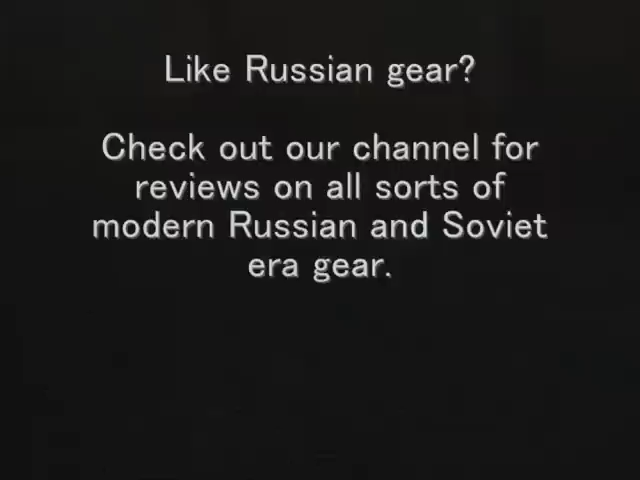 Like Russian gear?
Check out our channel for
reviews on all sorts of
modern Russian and Soviet
era gear.